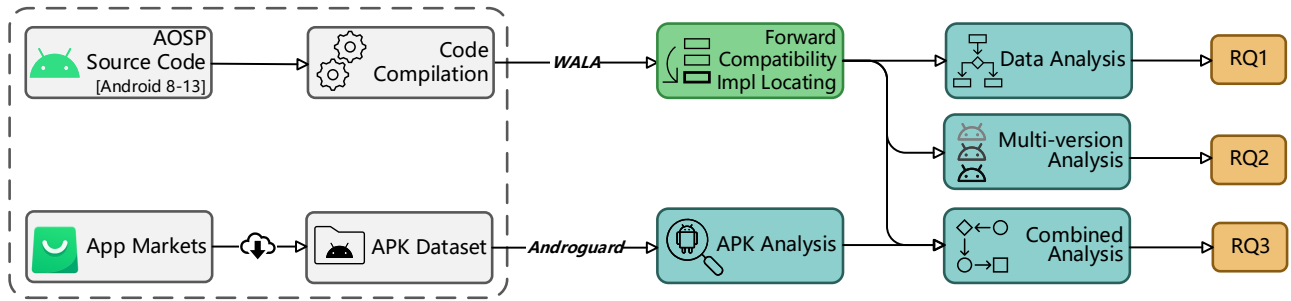 AOSP
Source Code
[Android 8-13]
Code
Compilation
WALA
Forward
Compatibility
Impl Locating
Data Analysis
RQ1
Multi-version
Analysis
RQ2
App Markets
APK Dataset
Androguard
APK Analysis
Combined
Analysis
RQ3